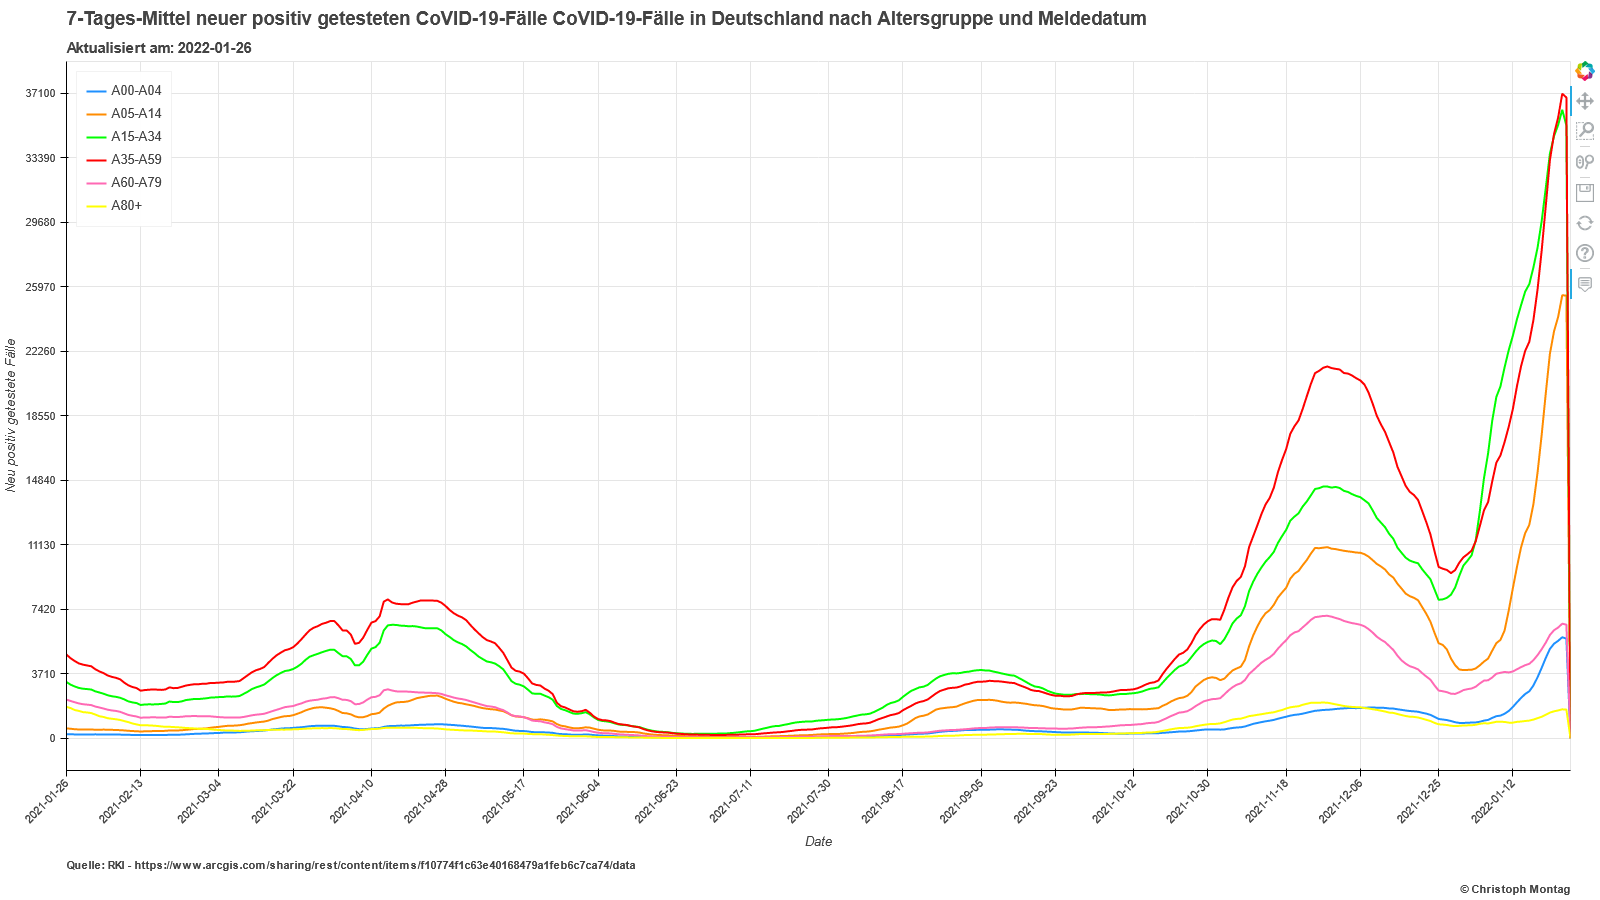 7-Tages-Mittel neuer positiv getesteten CoVID-19-Fälle CoVID-19-Fälle in Deutschland nach Altersgruppe und Meldedatum
Aktualisiert am: 2022-01-26
A00-A04
A05-A14
A15-A34
A35-A59
A60-A79
A80+
37100
33390
29680
25970
22260
18550
14840
11130
7420
3710
0
Neu positiv getestete Fälle
2021-01-26
2021-02-13
2021-03-04
2021-03-22
2021-04-10
2021-04-28
2021-05-17
2021-06-04
2021-06-23
2021-07-11
2021-07-30
2021-08-17
2021-09-05
2021-09-23
2021-10-12
2021-10-30
2021-11-18
2021-12-06
2021-12-25
2022-01-12
Date
Quelle: RKI - https://www.arcgis.com/sharing/rest/content/items/f10774f1c63e40168479a1feb6c7ca74/data
© Christoph Montag